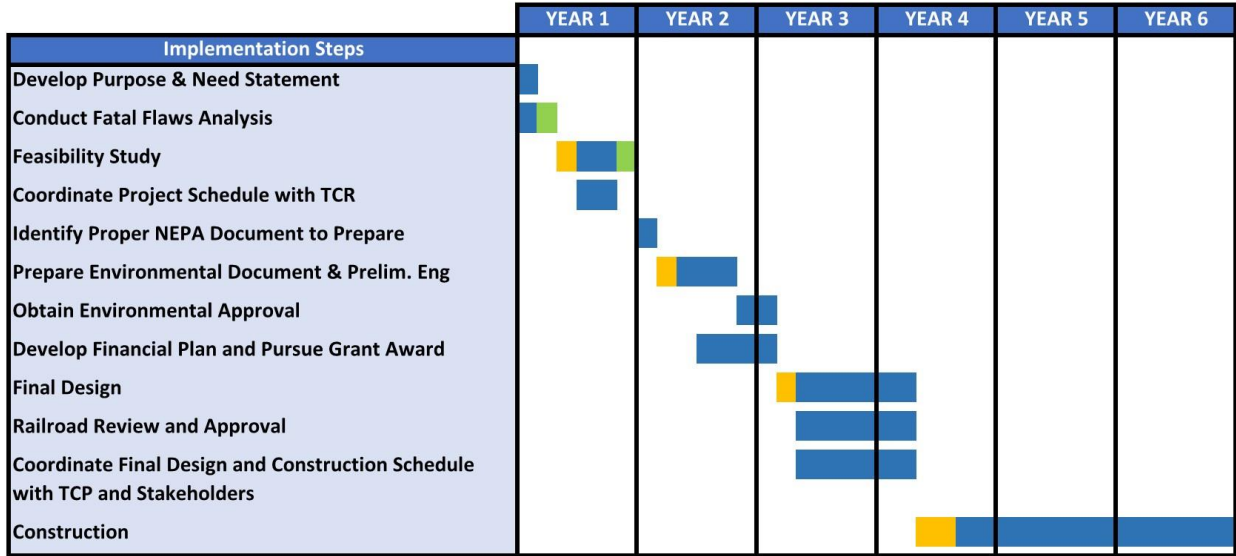 YEAR 1 YEAR 2 YEAR 3 YEAR 4 YEAR 5 YEAR 6
Implementation Steps
Develop Purpose & Need Statement
Conduct Fatal Flaws Analysis
Feasibility Study
Coordinate Project Schedule with TCR
Identify Proper NEPA Document to Prepare
Prepare Environmental Document & Prelim. Eng
Obtain Environmental Approval
Develop Financial Plan and Pursue Grant Award
Final Design
Railroad Review and Approval
Coordinate Final Design and Construction Schedule
with TCP and Stakeholders
Construction